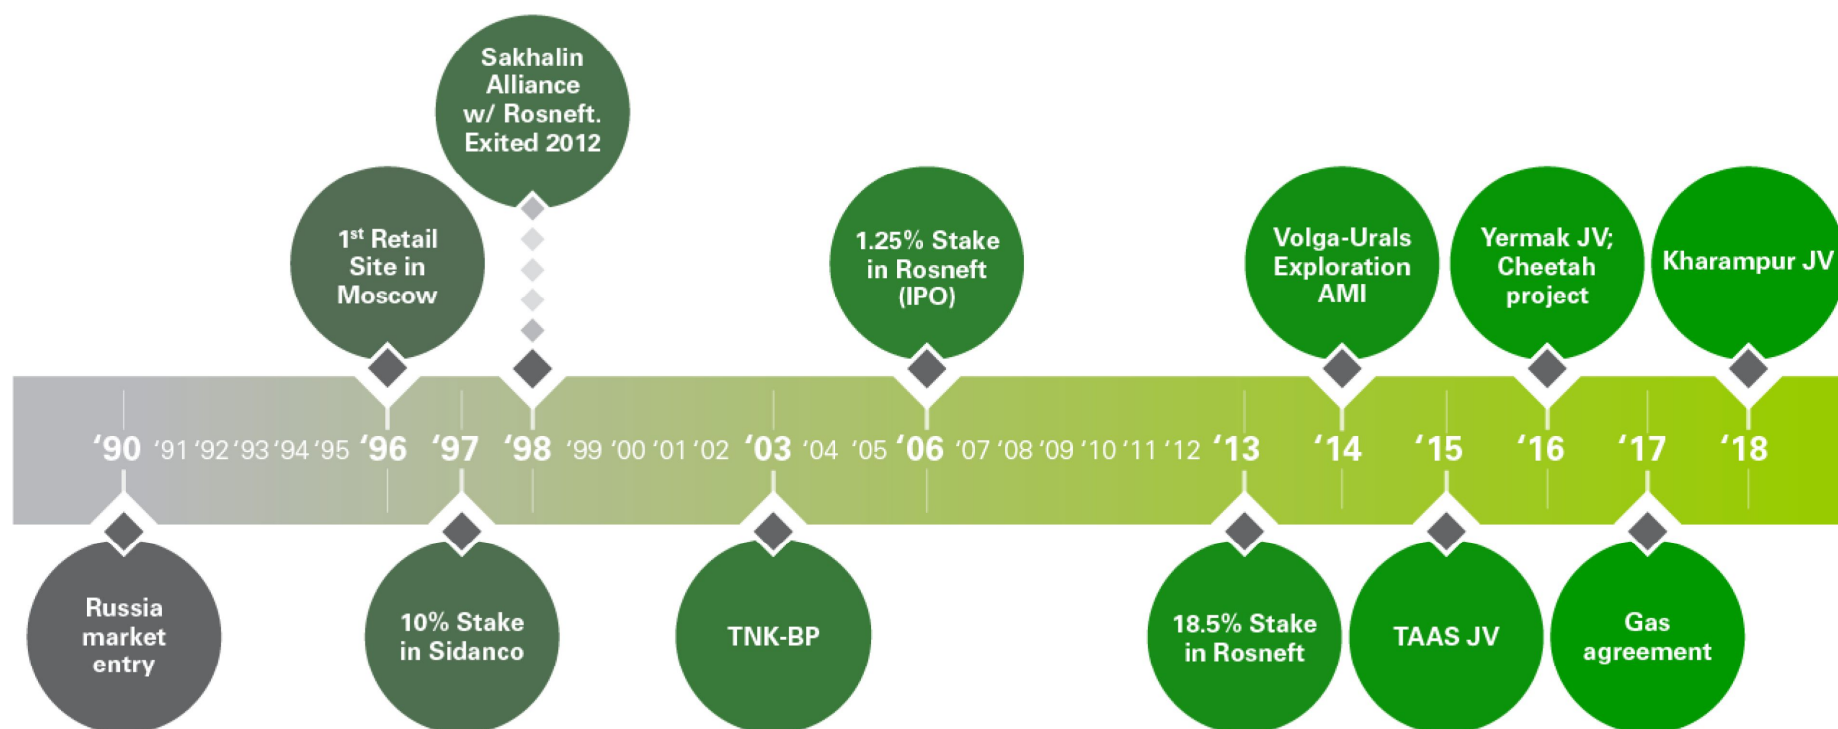 Sakhalin
Alliance
w/ Rosneft.
Exited 2012
1st Retail
Site in
Moscow
1.25% Stake
in Rosneft
(IPO)
Volga-Urals
Exploration
AMI
Yermak JV;
Cheetah
project
Kharampur JV
‘90 ‘91 ‘92 ‘93 ‘94 ‘95 ‘96 ‘97 ‘98 ‘99 ‘00 ‘01 ‘02 ‘03 ‘04 ‘05 ‘06 ‘07 ‘08 ‘09 ‘10 ‘11 ‘12 ‘13 ‘14 ‘15 ‘16 ‘17 ‘18
Russia
market
entry
10% Stake
in Sidanco
TNK-BP
18.5% Stake
in Rosneft
TAAS JV
Gas
agreement